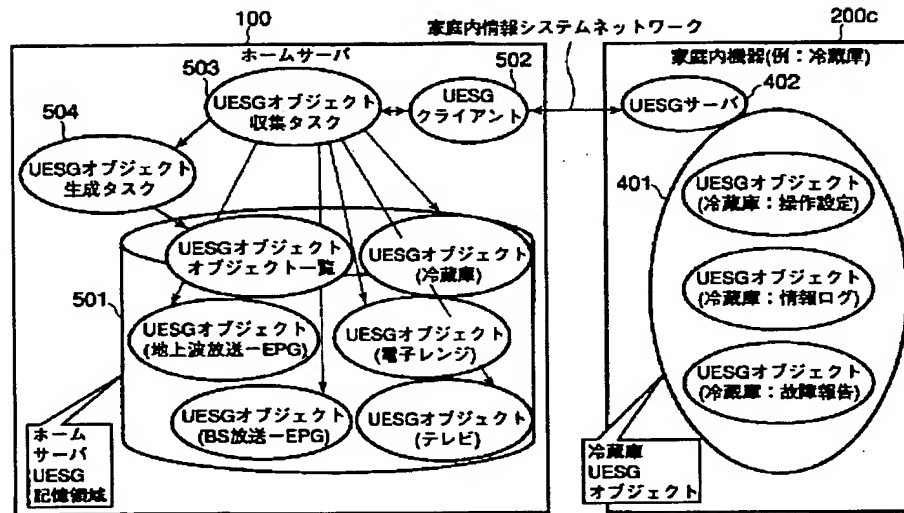 100
家庭内情報システムネットワーク
200c
ホームサーバ
家庭内機器(例：冷蔵庫)
503
502
402
UESGオブジェクト
収集タスク
UESG
クライアント
UESGサーバ
504
UESGオブジェクト
生成タスク
401
UESGオブジェクト
(冷蔵庫：操作設定)
UESGオブジェクト
オブジェクト一覧
UESGオブジェクト
(冷蔵庫)
UESGオブジェクト
(冷蔵庫：情報ログ)
501
UESGオブジェクト
(地上波放送ーEPG)
UESGオブジェクト
(電子レンジ)
UESGオブジェクト
(冷蔵庫：故障報告)
UESGオブジェクト
(BS放送ーEPG)
UESGオブジェクト
(テレビ)
ホーム
サーバ
UESG
記憶領域
冷蔵庫
UESG
オブジェクト